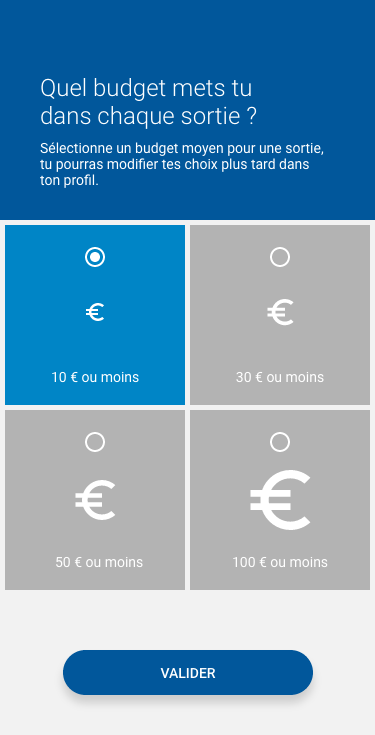 Quel budget mets tu
dans chaque sortie ?
Sélectionne un budget moyen pour une sortie,
tu pourras modifier tes choix plus tard dans
ton profil.
€
€
10 € ou moins
30 € ou moins
€
€
50 € ou moins
100 € ou moins
VALIDER